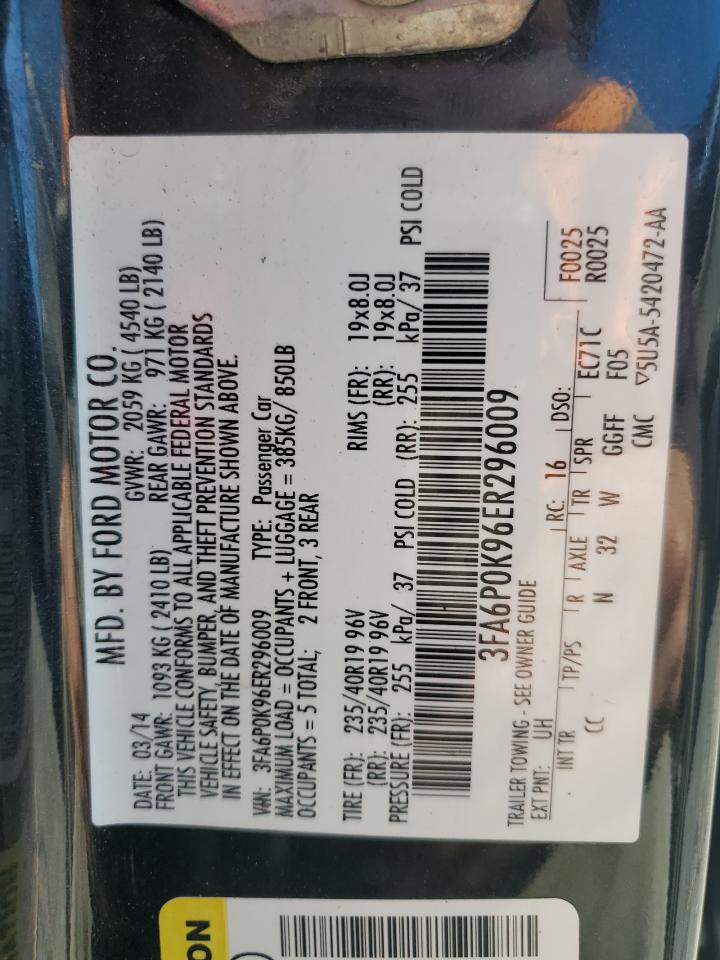 MFD. BY FORD MOTOR CO.
DATE: 03/14 GVWR: 2059 KG ( 4540 LB)
FRONT GAWR: 1093 KG ( 2410 LB) REAR GAWR: 971 KG ( 2140 LB)
THIS VEHICLE CONFORMS TO ALL APPLICABLE FEDERAL MOTOR
VEHICLE SAFETY, BUMPER, AND THEFT PREVENTION STANDARDS
IN EFFECT ON THE DATE OF MANUFACTURE SHOWN ABOVE.
VIN: 3FA6P0K96ER296009 TYPE: Passenger Car
MAXIMUM LOAD = OCCUPANTS + LUGGAGE = 385KG/ 850LB
OCCUPANTS = 5 TOTAL; 2 FRONT, 3 REAR
TIRE (FR): 235/40R19 96V RIMS (FR): 19x8.0J
(RR): 235/40R19 96V (RR): 19x8.0J
PRESSURE (FR): 255 kPa/ 37 PSI COLD (RR): 255 kPa/ 37 PSI COLD
3FA6P0K96ER296009
TRAILER TOWING - SEE OWNER GUIDE
EXT PNT: UH RC: 16 DSO: F0025
R0025
INT TR TP/PS R AXLE TR SPR EC71C
CC N 32 W GGFF F05
CMC ▽5U5A-5420472-AA